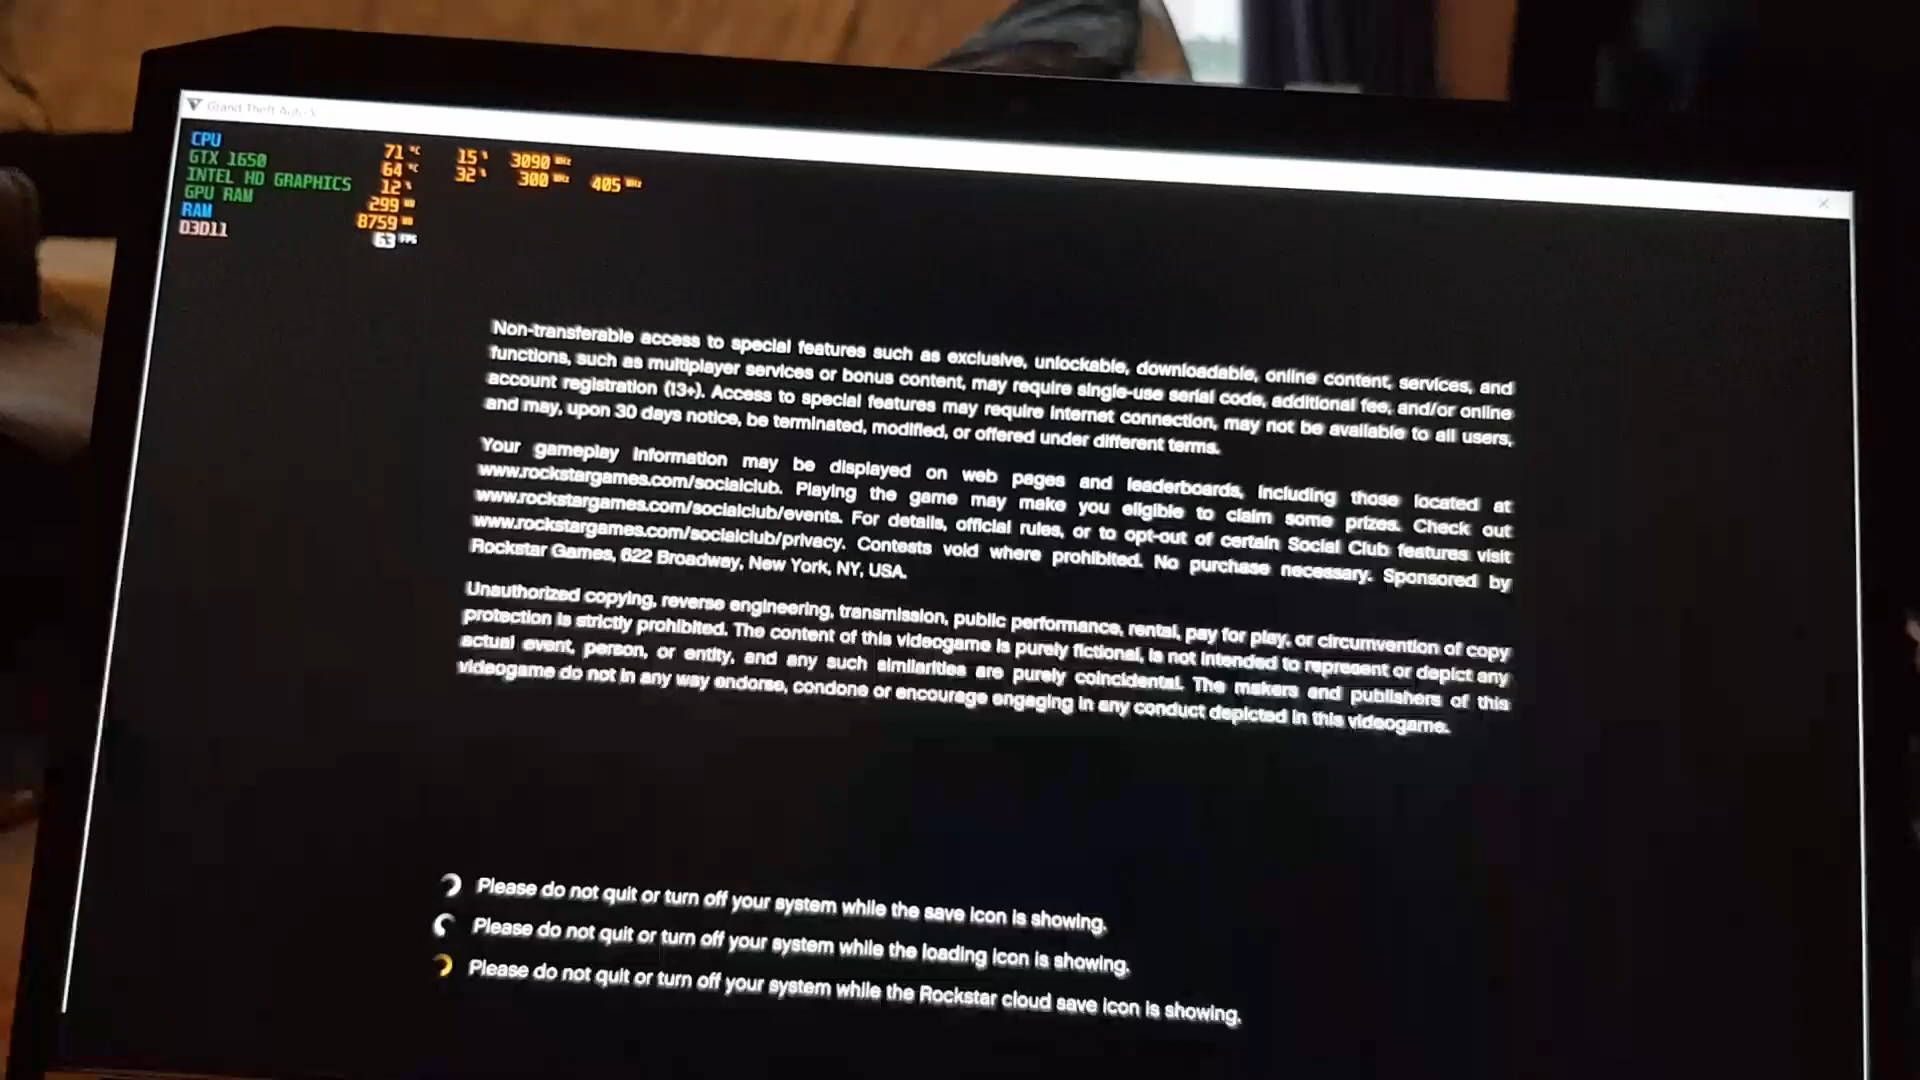 Grand Theft Auto V
CPU 71 °C 15 % 3090 MHz
GTX 1650 64 °C 32 % 300 MHz 405 MHz
INTEL HD GRAPHICS 12 %
GPU RAM 299 MB
RAM 8759 MB
D3D11 63 FPS
Non-transferable access to special features such as exclusive, unlockable, downloadable, online content, services, and
functions, such as multiplayer services or bonus content, may require single-use serial code, additional fee, and/or online
account registration (13+). Access to special features may require internet connection, may not be available to all users,
and may, upon 30 days notice, be terminated, modified, or offered under different terms.
Your gameplay information may be displayed on web pages and leaderboards, including those located at
www.rockstargames.com/socialclub. Playing the game may make you eligible to claim some prizes. Check out
www.rockstargames.com/socialclub/events. For details, official rules, or to opt-out of certain Social Club features visit
www.rockstargames.com/socialclub/privacy. Contests void where prohibited. No purchase necessary. Sponsored by
Rockstar Games, 622 Broadway, New York, NY, USA.
Unauthorized copying, reverse engineering, transmission, public performance, rental, pay for play, or circumvention of copy
protection is strictly prohibited. The content of this videogame is purely fictional, is not intended to represent or depict any
actual event, person, or entity, and any such similarities are purely coincidental. The makers and publishers of this
videogame do not in any way endorse, condone or encourage engaging in any conduct depicted in this videogame.
Please do not quit or turn off your system while the save icon is showing.
Please do not quit or turn off your system while the loading icon is showing.
Please do not quit or turn off your system while the Rockstar cloud save icon is showing.